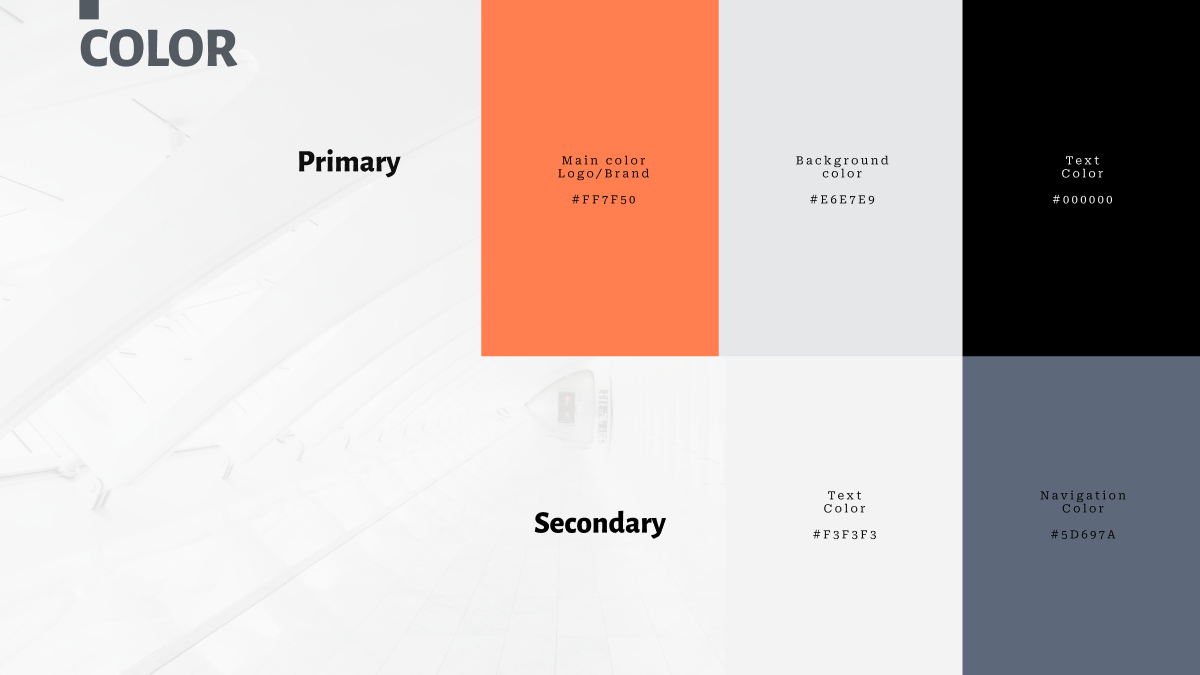 COLOR
Primary
Main color
Logo/Brand
#FF7F50
Background
color
#E6E7E9
Text
Color
#000000
Secondary
Text
Color
#F3F3F3
Navigation
Color
#5D697A